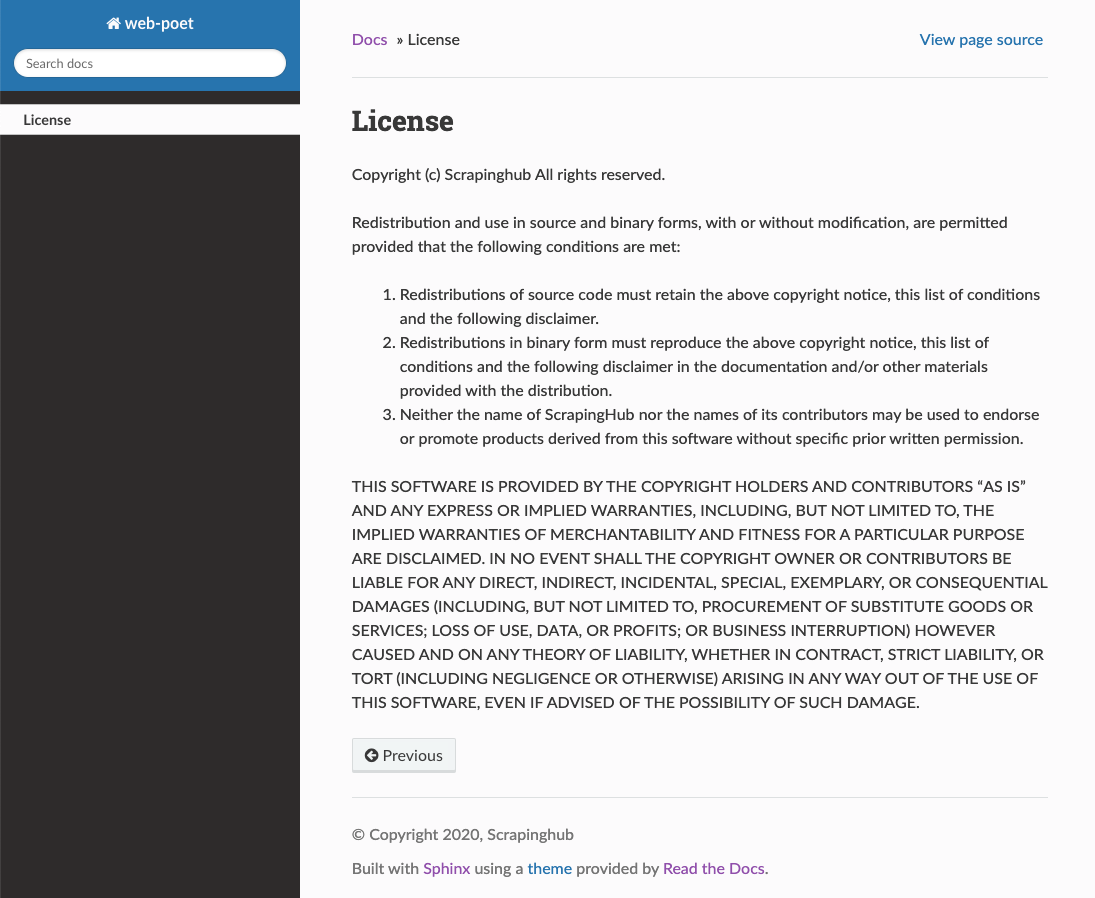 web-poet
Search docs
License
Docs » License
View page source
License
Copyright (c) Scrapinghub All rights reserved.
Redistribution and use in source and binary forms, with or without modification, are permitted
provided that the following conditions are met:
1. Redistributions of source code must retain the above copyright notice, this list of conditions
and the following disclaimer.
2. Redistributions in binary form must reproduce the above copyright notice, this list of
conditions and the following disclaimer in the documentation and/or other materials
provided with the distribution.
3. Neither the name of ScrapingHub nor the names of its contributors may be used to endorse
or promote products derived from this software without specific prior written permission.
THIS SOFTWARE IS PROVIDED BY THE COPYRIGHT HOLDERS AND CONTRIBUTORS “AS IS”
AND ANY EXPRESS OR IMPLIED WARRANTIES, INCLUDING, BUT NOT LIMITED TO, THE
IMPLIED WARRANTIES OF MERCHANTABILITY AND FITNESS FOR A PARTICULAR PURPOSE
ARE DISCLAIMED. IN NO EVENT SHALL THE COPYRIGHT OWNER OR CONTRIBUTORS BE
LIABLE FOR ANY DIRECT, INDIRECT, INCIDENTAL, SPECIAL, EXEMPLARY, OR CONSEQUENTIAL
DAMAGES (INCLUDING, BUT NOT LIMITED TO, PROCUREMENT OF SUBSTITUTE GOODS OR
SERVICES; LOSS OF USE, DATA, OR PROFITS; OR BUSINESS INTERRUPTION) HOWEVER
CAUSED AND ON ANY THEORY OF LIABILITY, WHETHER IN CONTRACT, STRICT LIABILITY, OR
TORT (INCLUDING NEGLIGENCE OR OTHERWISE) ARISING IN ANY WAY OUT OF THE USE OF
THIS SOFTWARE, EVEN IF ADVISED OF THE POSSIBILITY OF SUCH DAMAGE.
Previous
© Copyright 2020, Scrapinghub
Built with Sphinx using a theme provided by Read the Docs.